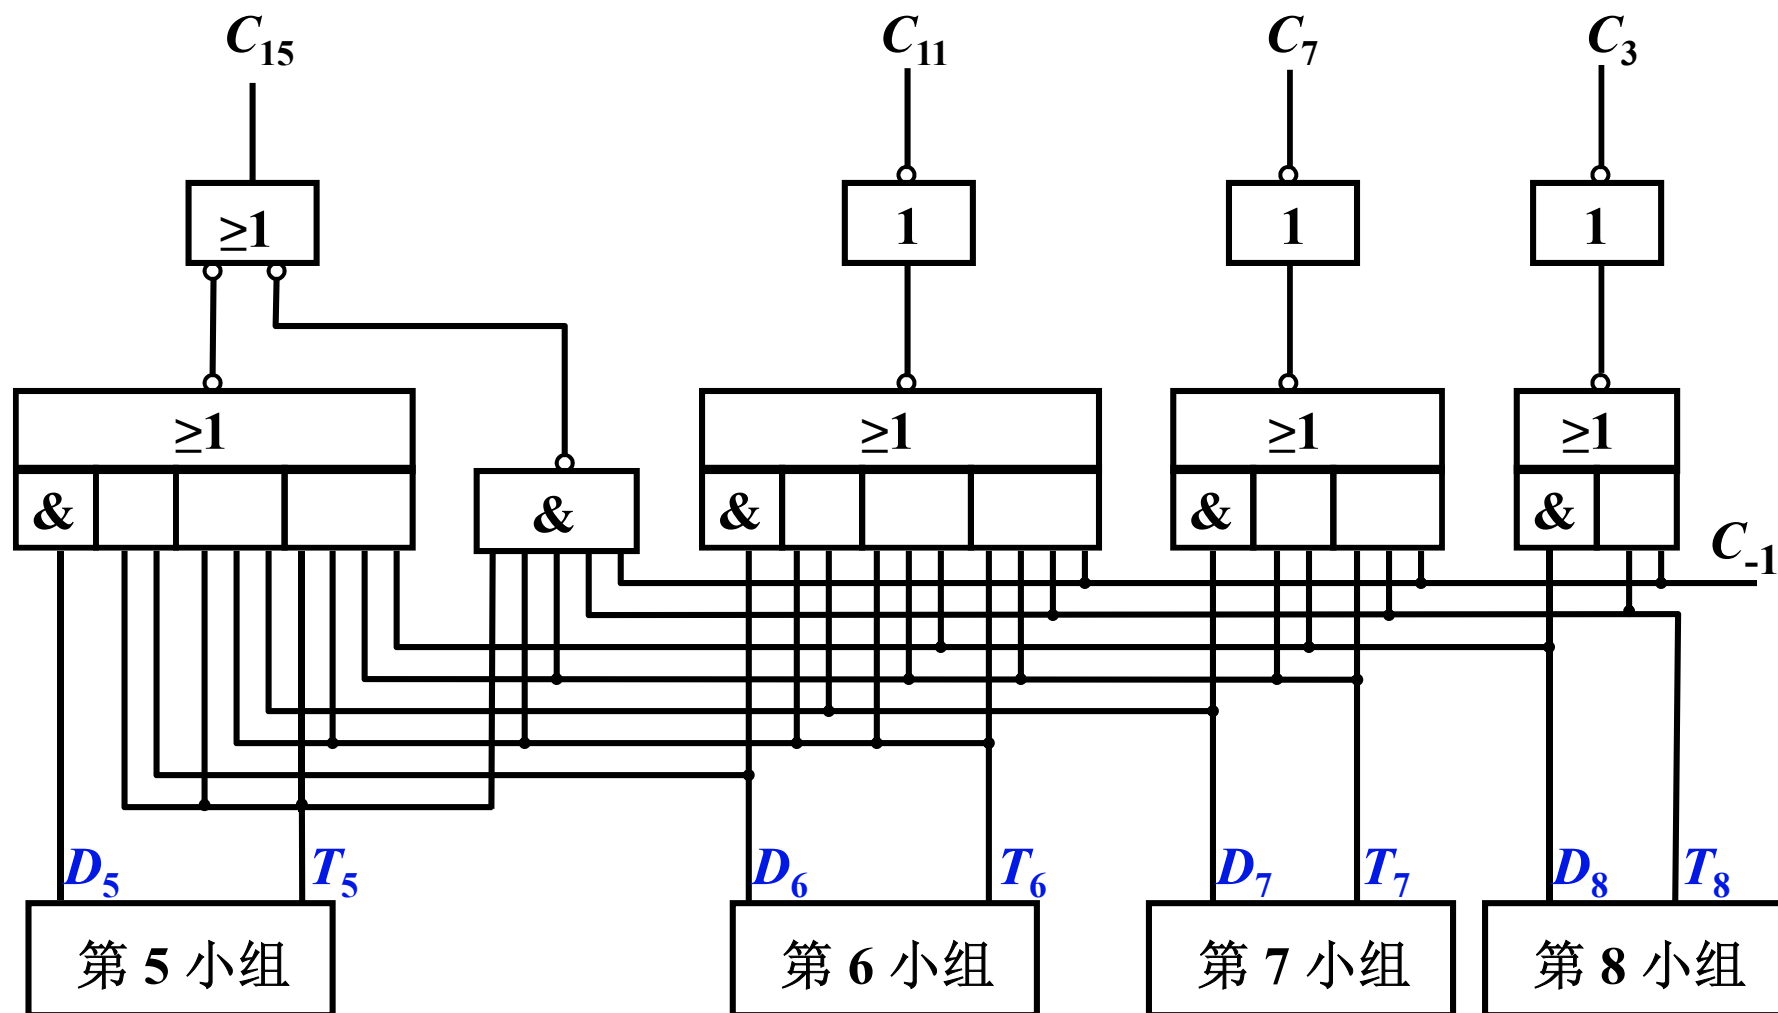 C15 C11 C7 C3
≥1 1 1 1
≥1 ≥1 ≥1 ≥1
& & & & &
C-1
D5 T5 D6 T6 D7 T7 D8 T8
第 5 小组 第 6 小组 第 7 小组 第 8 小组